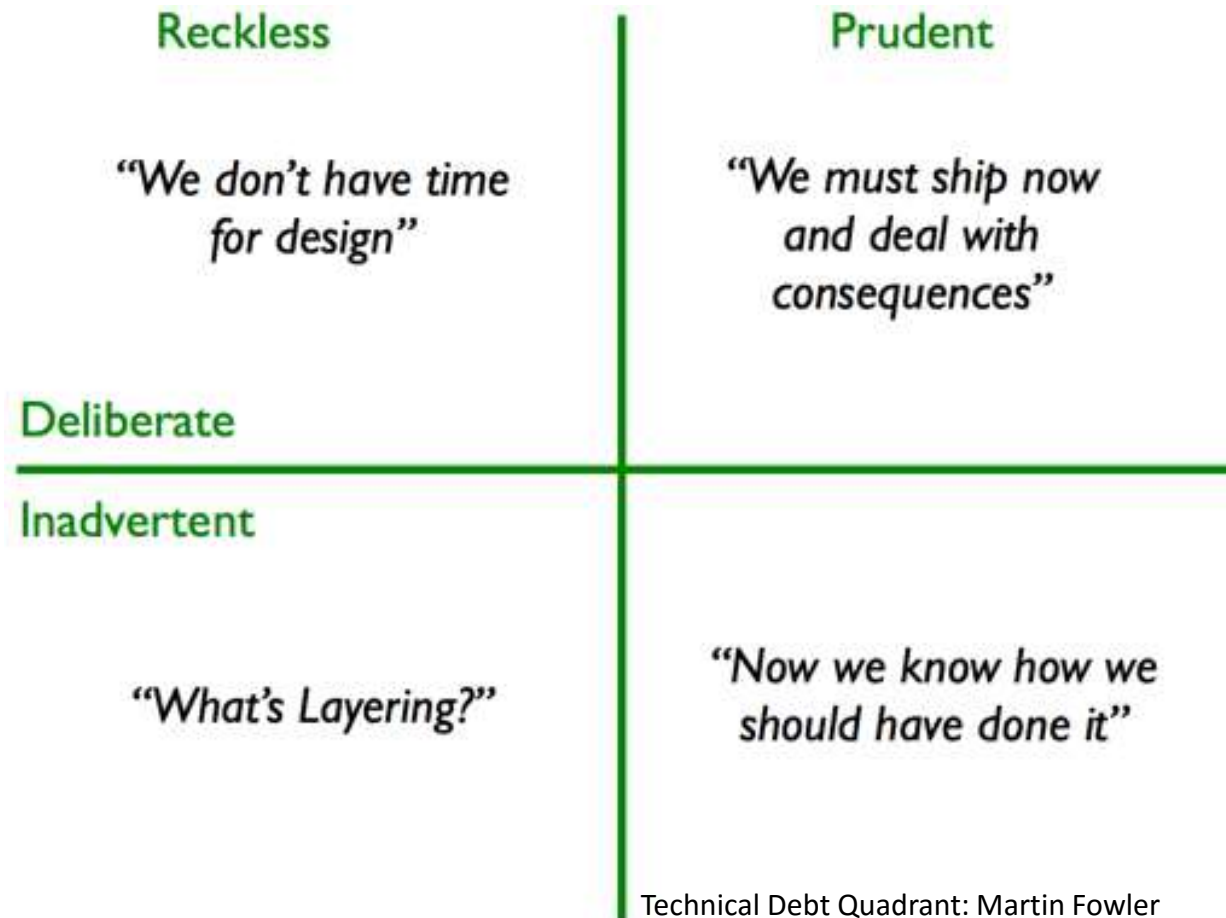 Reckless
Prudent
“We don’t have time
for design”
“We must ship now
and deal with
consequences”
Deliberate
Inadvertent
“What’s Layering?”
“Now we know how we
should have done it”
Technical Debt Quadrant: Martin Fowler